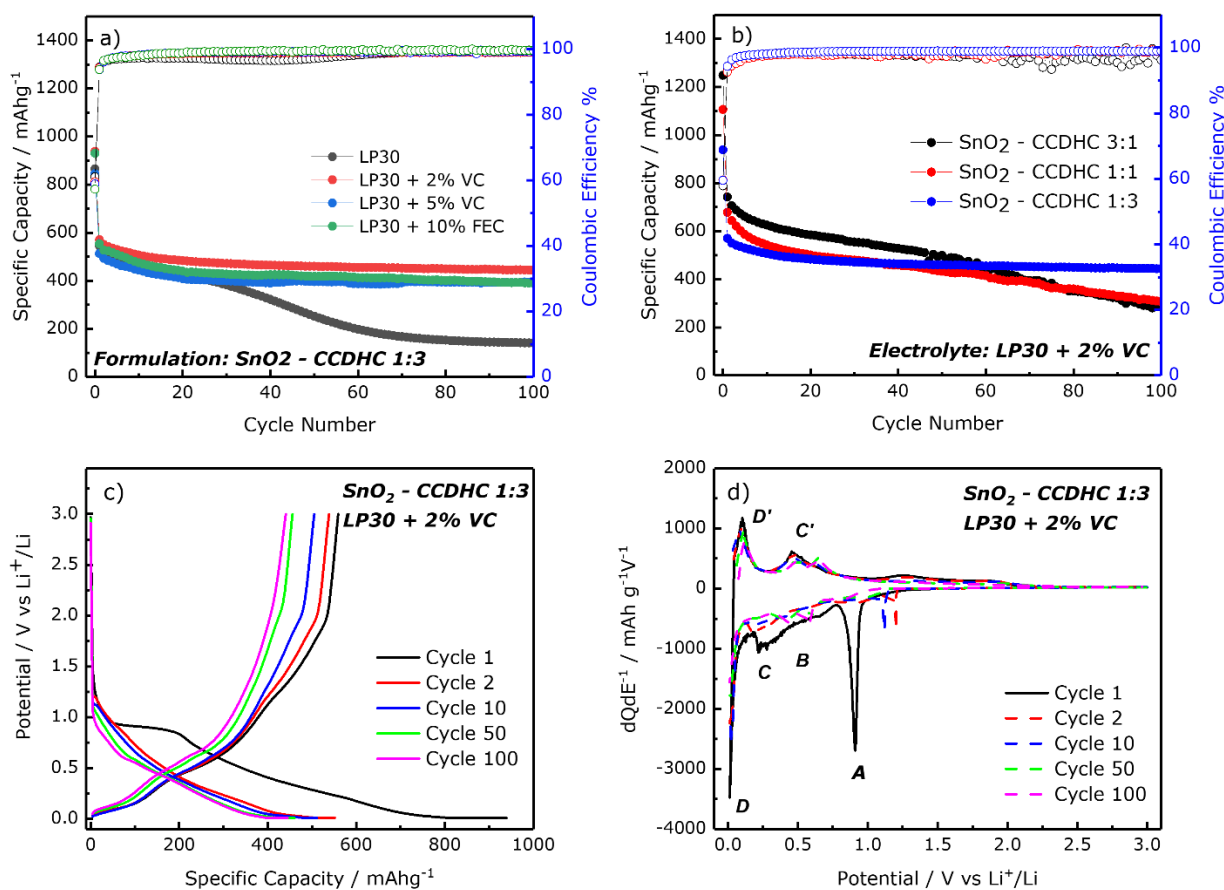 a)
Specific Capacity / mAhg⁻¹
1400
1200
1000
800
600
400
200
0
100
80
60
40
20
0
Coulombic Efficiency %
LP30
LP30 + 2% VC
LP30 + 5% VC
LP30 + 10% FEC
Formulation: SnO2 - CCDHC 1:3
0 20 40 60 80 100
Cycle Number
b)
Specific Capacity / mAhg⁻¹
1400
1300
1200
1100
1000
900
800
700
600
500
400
300
200
100
0
100
80
60
40
20
0
Coulombic Efficiency %
SnO₂ - CCDHC 3:1
SnO₂ - CCDHC 1:1
SnO₂ - CCDHC 1:3
Electrolyte: LP30 + 2% VC
0 20 40 60 80 100
Cycle Number
c)
SnO₂ - CCDHC 1:3
LP30 + 2% VC
Potential / V vs Li⁺/Li
3.0
2.5
2.0
1.5
1.0
0.5
0.0
Cycle 1
Cycle 2
Cycle 10
Cycle 50
Cycle 100
0 200 400 600 800 1000
Specific Capacity / mAhg⁻¹
d)
SnO₂ - CCDHC 1:3
LP30 + 2% VC
dQdE⁻¹ / mAh g⁻¹V⁻¹
2000
1000
0
-1000
-2000
-3000
-4000
D'
C'
C
B
A
D
Cycle 1
Cycle 2
Cycle 10
Cycle 50
Cycle 100
0.0 0.5 1.0 1.5 2.0 2.5 3.0
Potential / V vs Li⁺/Li